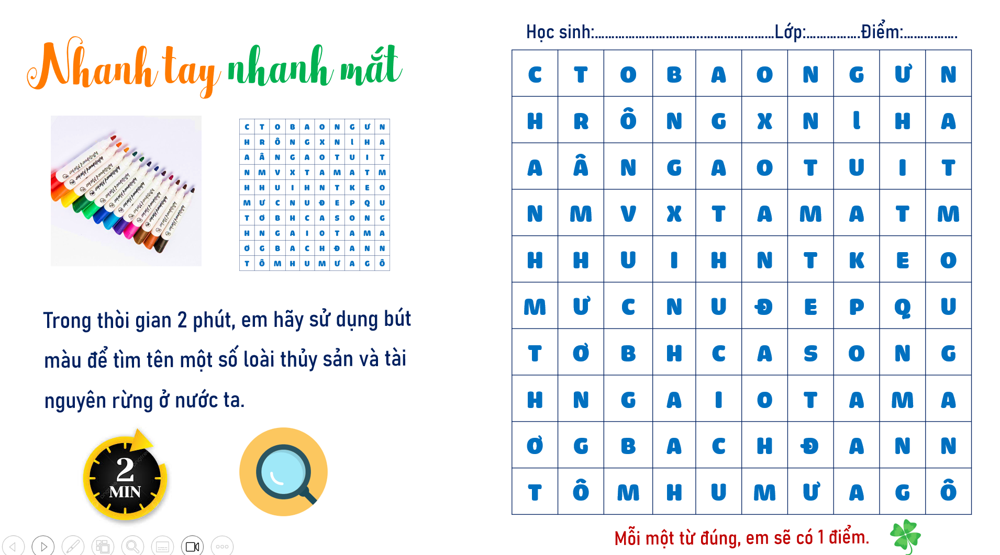 Nhanh tay nhanh mắt
C T O B A O N G Ư N
H R Ô N G X N l H A
A Â N G A O T U I T
N M V X T A M A T M
H H U I H N T K E O
M Ư C N U Đ E P Q U
T Ơ B H C A S O N G
H N G A I O T A M A
Ơ G B A C H Đ A N N
T Ô M H U M Ư A G Ô
Trong thời gian 2 phút, em hãy sử dụng bút
màu để tìm tên một số loài thủy sản và tài
nguyên rừng ở nước ta.
2
MIN
Học sinh:...............................................Lớp:...............Điểm:...............
C T O B A O N G Ư N
H R Ô N G X N l H A
A Â N G A O T U I T
N M V X T A M A T M
H H U I H N T K E O
M Ư C N U Đ E P Q U
T Ơ B H C A S O N G
H N G A I O T A M A
Ơ G B A C H Đ A N N
T Ô M H U M Ư A G Ô
Mỗi một từ đúng, em sẽ có 1 điểm.